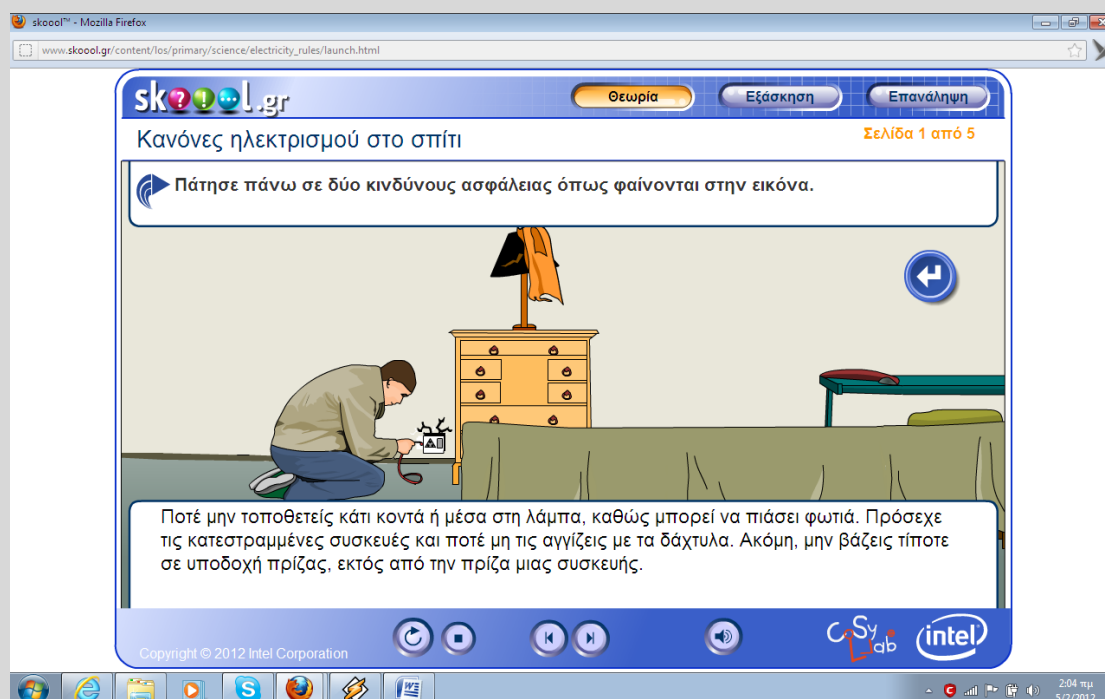 skoool™ - Mozilla Firefox
www.skoool.gr/content/los/primary/science/electricity_rules/launch.html
sk???l.gr
Θεωρία
Εξάσκηση
Επανάληψη
Κανόνες ηλεκτρισμού στο σπίτι
Σελίδα 1 από 5
Πάτησε πάνω σε δύο κινδύνους ασφάλειας όπως φαίνονται στην εικόνα.
Ποτέ μην τοποθετείς κάτι κοντά ή μέσα στη λάμπα, καθώς μπορεί να πιάσει φωτιά. Πρόσεχε
τις κατεστραμμένες συσκευές και ποτέ μη τις αγγίζεις με τα δάχτυλα. Ακόμη, μην βάζεις τίποτε
σε υποδοχή πρίζας, εκτός από την πρίζα μιας συσκευής.
Copyright © 2012 Intel Corporation
CoSy Lab
intel
2:04 πμ
5/2/2012